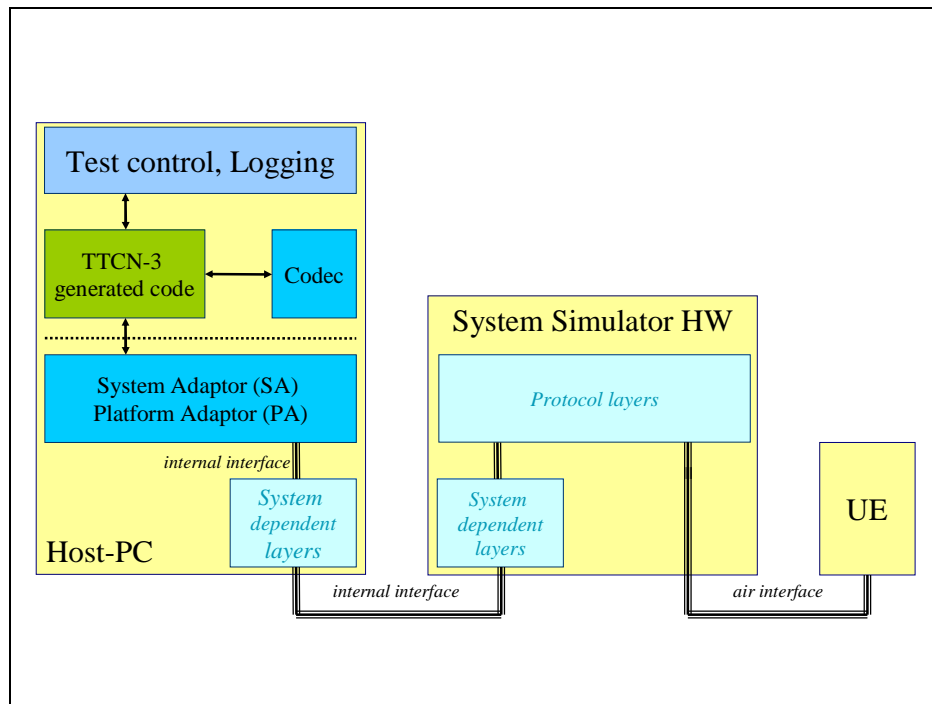 Test control, Logging
TTCN-3
generated code
Codec
System Adaptor (SA)
Platform Adaptor (PA)
internal interface
System
dependent
layers
Host-PC
internal interface
System Simulator HW
Protocol layers
System
dependent
layers
air interface
UE